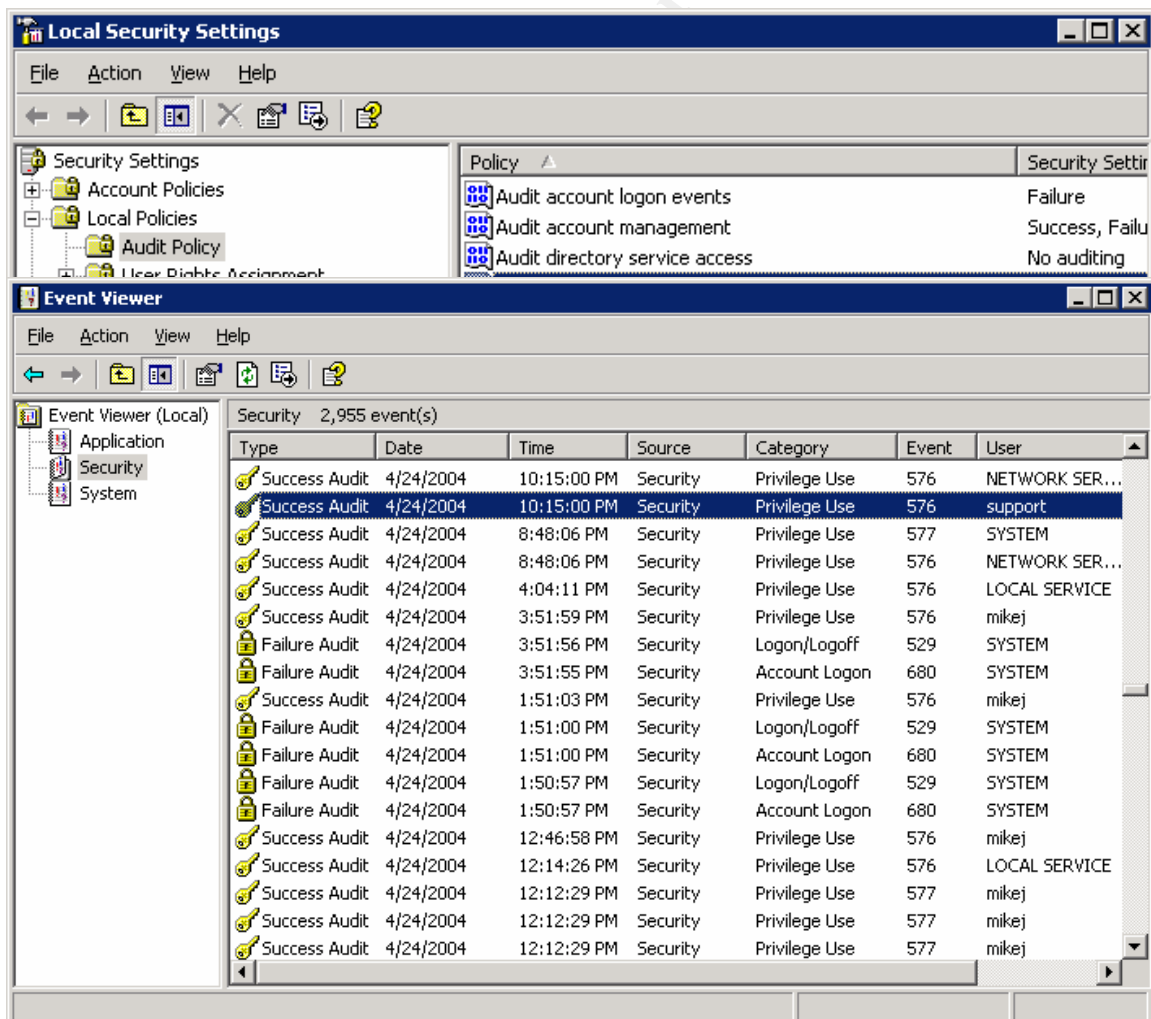 Local Security Settings
File Action View Help
Security Settings
Account Policies
Local Policies
Audit Policy
User Rights Assignment
Policy Security Settin
Audit account logon events Failure
Audit account management Success, Failu
Audit directory service access No auditing
Event Viewer
File Action View Help
Event Viewer (Local)
Application
Security
System
Security 2,955 event(s)
Type Date Time Source Category Event User
Success Audit 4/24/2004 10:15:00 PM Security Privilege Use 576 NETWORK SER...
Success Audit 4/24/2004 10:15:00 PM Security Privilege Use 576 support
Success Audit 4/24/2004 8:48:06 PM Security Privilege Use 577 SYSTEM
Success Audit 4/24/2004 8:48:06 PM Security Privilege Use 576 NETWORK SER...
Success Audit 4/24/2004 4:04:11 PM Security Privilege Use 576 LOCAL SERVICE
Success Audit 4/24/2004 3:51:59 PM Security Privilege Use 576 mikej
Failure Audit 4/24/2004 3:51:56 PM Security Logon/Logoff 529 SYSTEM
Failure Audit 4/24/2004 3:51:55 PM Security Account Logon 680 SYSTEM
Success Audit 4/24/2004 1:51:03 PM Security Privilege Use 576 mikej
Failure Audit 4/24/2004 1:51:00 PM Security Logon/Logoff 529 SYSTEM
Failure Audit 4/24/2004 1:51:00 PM Security Account Logon 680 SYSTEM
Failure Audit 4/24/2004 1:50:57 PM Security Logon/Logoff 529 SYSTEM
Failure Audit 4/24/2004 1:50:57 PM Security Account Logon 680 SYSTEM
Success Audit 4/24/2004 12:46:58 PM Security Privilege Use 576 mikej
Success Audit 4/24/2004 12:14:26 PM Security Privilege Use 576 LOCAL SERVICE
Success Audit 4/24/2004 12:12:29 PM Security Privilege Use 577 mikej
Success Audit 4/24/2004 12:12:29 PM Security Privilege Use 577 mikej
Success Audit 4/24/2004 12:12:29 PM Security Privilege Use 577 mikej